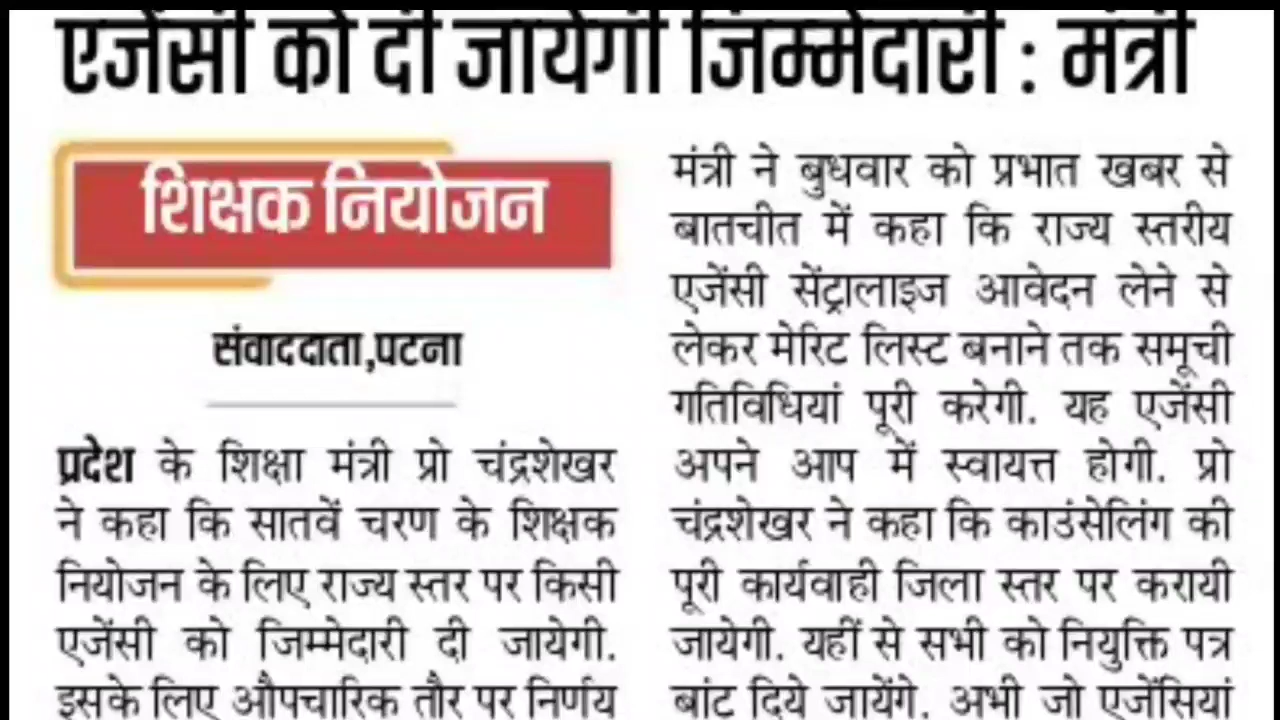 एजेंसी को दी जायेगी जिम्मेदारी : मंत्री
शिक्षक नियोजन
संवाददाता,पटना
प्रदेश के शिक्षा मंत्री प्रो चंद्रशेखर
ने कहा कि सातवें चरण के शिक्षक
नियोजन के लिए राज्य स्तर पर किसी
एजेंसी को जिम्मेदारी दी जायेगी.
इसके लिए औपचारिक तौर पर निर्णय
मंत्री ने बुधवार को प्रभात खबर से
बातचीत में कहा कि राज्य स्तरीय
एजेंसी सेंट्रालाइज आवेदन लेने से
लेकर मेरिट लिस्ट बनाने तक समूची
गतिविधियां पूरी करेगी. यह एजेंसी
अपने आप में स्वायत्त होगी. प्रो
चंद्रशेखर ने कहा कि काउंसेलिंग की
पूरी कार्यवाही जिला स्तर पर करायी
जायेगी. यहीं से सभी को नियुक्ति पत्र
बांट दिये जायेंगे. अभी जो एजेंसियां